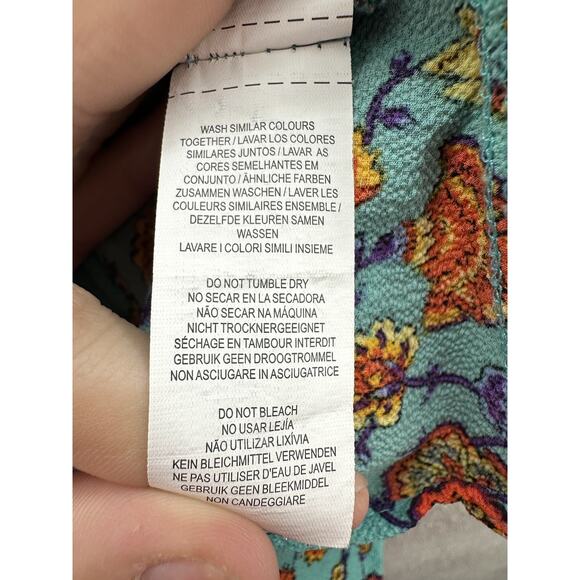 WASH SIMILAR COLOURS
TOGETHER / LAVAR LOS COLORES
SIMILARES JUNTOS / LAVAR AS
CORES SEMELHANTES EM
CONJUNTO / ÄHNLICHE FARBEN
ZUSAMMEN WASCHEN / LAVER LES
COULEURS SIMILAIRES ENSEMBLE /
DEZELFDE KLEUREN SAMEN
WASSEN
LAVARE I COLORI SIMILI INSIEME
DO NOT TUMBLE DRY
NO SECAR EN LA SECADORA
NÃO SECAR NA MÁQUINA
NICHT TROCKNERGEEIGNET
SÉCHAGE EN TAMBOUR INTERDIT
GEBRUIK GEEN DROOGTROMMEL
NON ASCIUGARE IN ASCIUGATRICE
DO NOT BLEACH
NO USAR LEJÍA
NÃO UTILIZAR LIXÍVIA
KEIN BLEICHMITTEL VERWENDEN
NE PAS UTILISER D'EAU DE JAVEL
GEBRUIK GEEN BLEEKMIDDEL
NON CANDEGGIARE